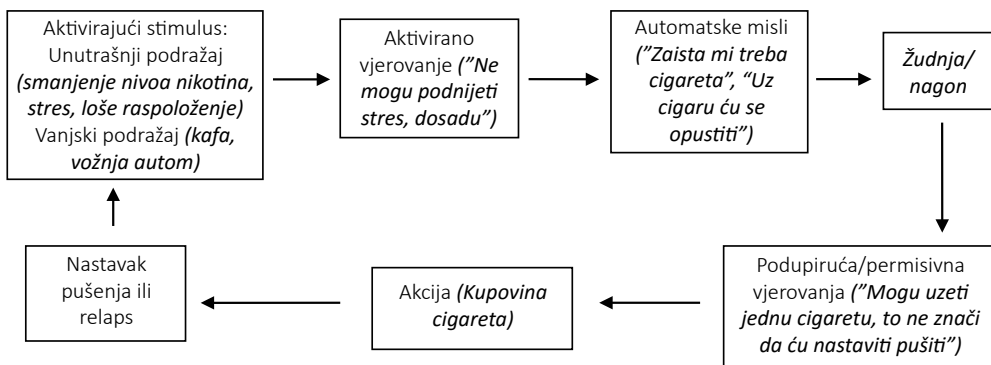 Aktivirajući stimulus:
Unutrašnji podražaj
(smanjenje nivoa nikotina,
stres, loše raspoloženje)
Vanjski podražaj (kafa,
vožnja autom)
Aktivirano
vjerovanje (”Ne
mogu podnijeti
stres, dosadu”)
Automatske misli
(”Zaista mi treba
cigareta”, “Uz
cigaru ću se
opustiti”)
Žudnja/
nagon
Podupiruća/permisivna
vjerovanja (”Mogu uzeti
jednu cigaretu, to ne znači
da ću nastaviti pušiti”)
Akcija (Kupovina
cigareta)
Nastavak
pušenja ili
relaps